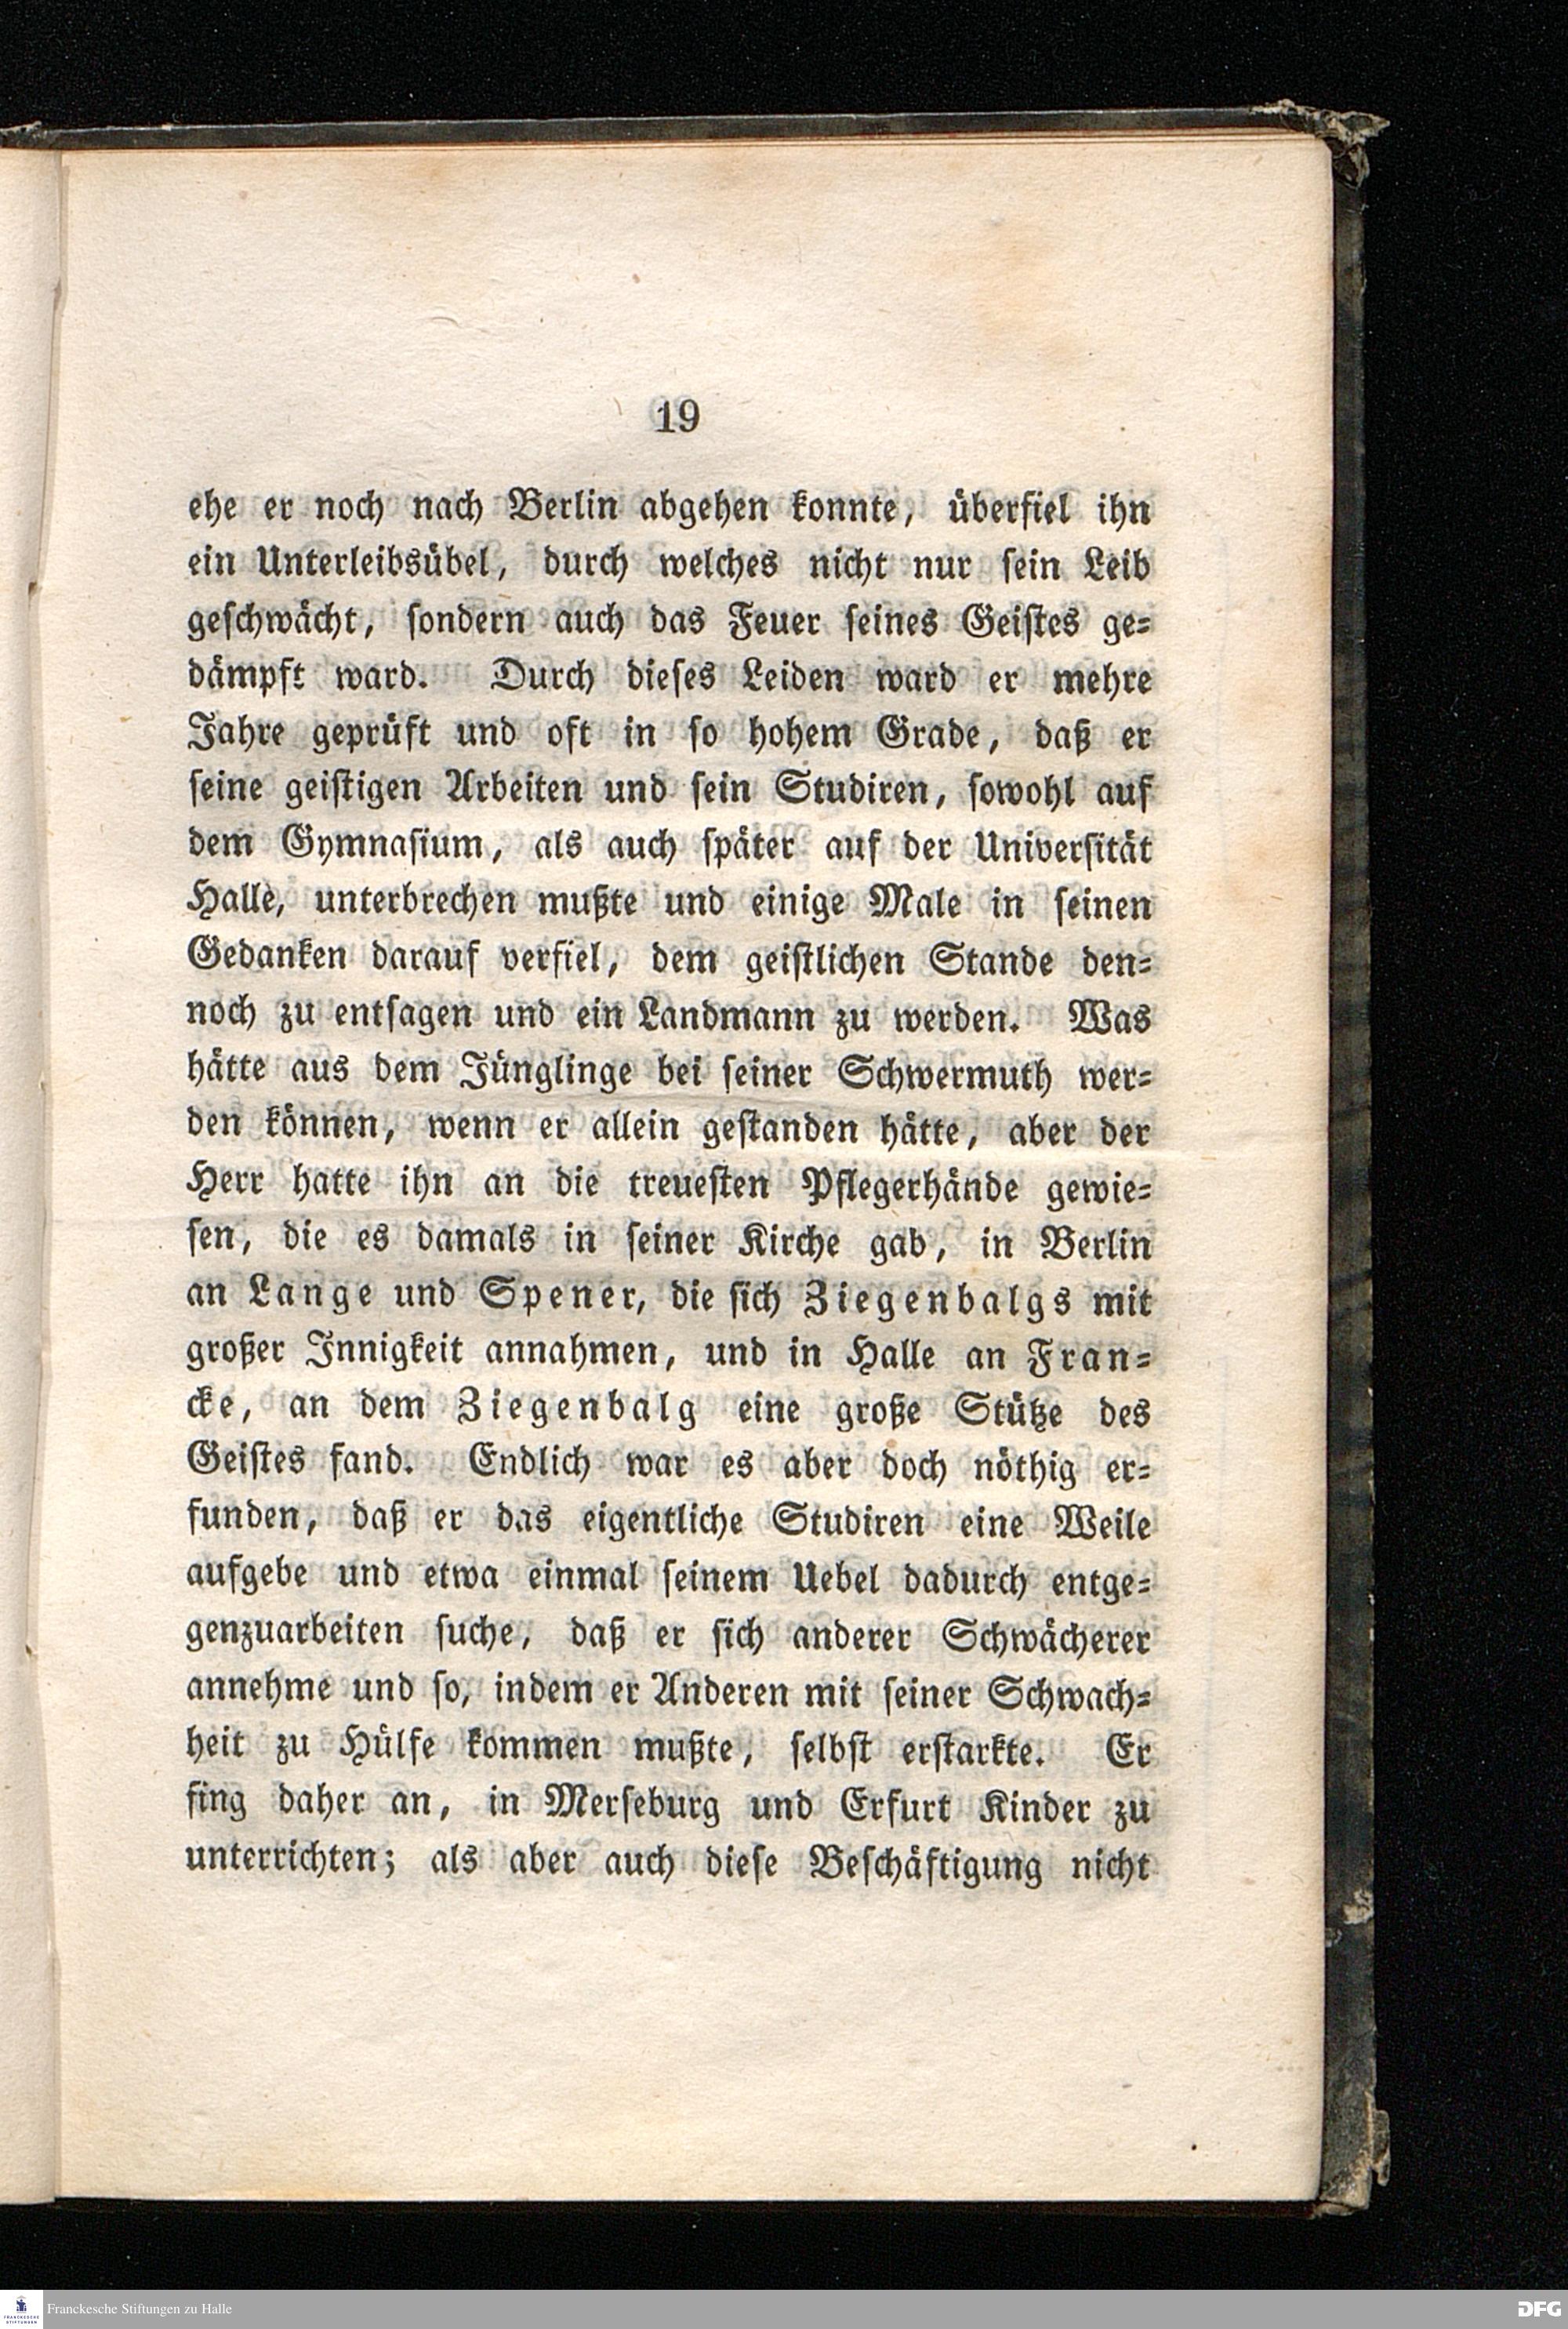 19
ehe er noch nach Berlin abgehen konnte, überfiel ihn
ein Unterleibsübel, durch welches nicht nur sein Leib
geschwächt, sondern auch das Feuer seines Geistes ge=
dämpft ward. Durch dieses Leiden ward er mehre
Jahre geprüft und oft in so hohem Grade, daß er
seine geistigen Arbeiten und sein Studiren, sowohl auf
dem Gymnasium, als auch später auf der Universität
Halle, unterbrechen mußte und einige Male in seinen
Gedanken darauf verfiel, dem geistlichen Stande den=
noch zu entsagen und ein Landmann zu werden. Was
hätte aus dem Jünglinge bei seiner Schwermuth wer=
den können, wenn er allein gestanden hätte, aber der
Herr hatte ihn an die treuesten Pflegerhände gewie=
sen, die es damals in seiner Kirche gab, in Berlin
an Lange und Spener, die sich Ziegenbalgs mit
großer Innigkeit annahmen, und in Halle an Fran=
cke, an dem Ziegenbalg eine große Stütze des
Geistes fand. Endlich war es aber doch nöthig er=
funden, daß er das eigentliche Studiren eine Weile
aufgebe und etwa einmal seinem Uebel dadurch entge=
genzuarbeiten suche, daß er sich anderer Schwächerer
annehme und so, indem er Anderen mit seiner Schwach=
heit zu Hülfe kommen mußte, selbst erstarkte. Er
fing daher an, in Merseburg und Erfurt Kinder zu
unterrichten; als aber auch diese Beschäftigung nicht
FRANCKESCHE
STIFTUNGEN
Franckesche Stiftungen zu Halle
DFG